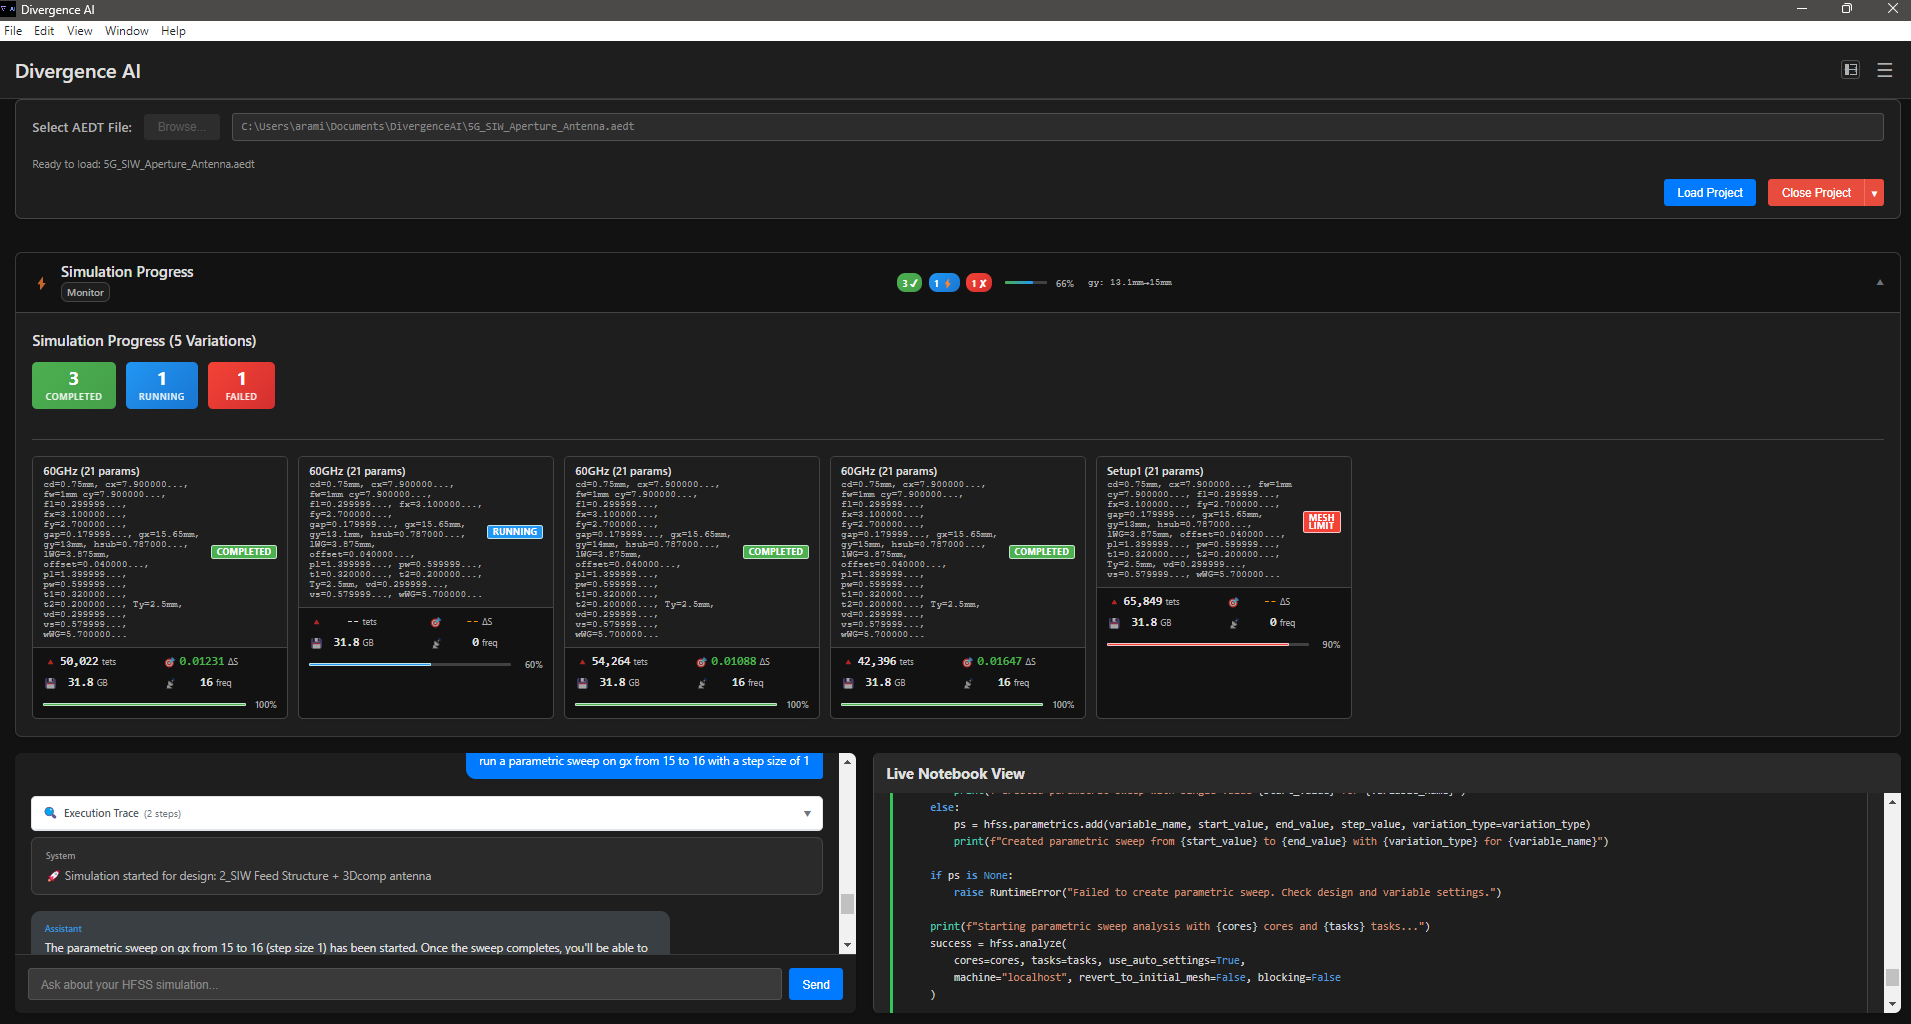 Divergence AI
File Edit View Window Help
Divergence AI
Select AEDT File: Browse... C:\Users\arami\Documents\DivergenceAI\5G_SIW_Aperture_Antenna.aedt
Ready to load: 5G_SIW_Aperture_Antenna.aedt
Load Project Close Project ▾
Simulation Progress
Monitor
3✔ 1⚡ 1✘ 66% gy: 13.1mm→15mm
Simulation Progress (5 Variations)
3 COMPLETED
1 RUNNING
1 FAILED
60GHz (21 params)
cd=0.75mm, cx=7.900000...,
fw=1mm cy=7.900000...,
fl=0.299999...,
fx=3.100000...,
fy=2.700000...,
gap=0.179999..., gx=15.65mm,
gy=13mm, hsub=0.787000...,
lWG=3.875mm,
offset=0.040000...,
pl=1.399999...,
pw=0.599999...,
t1=0.320000...,
t2=0.200000..., Ty=2.5mm,
vd=0.299999...,
vs=0.579999...,
wWG=5.700000...
COMPLETED
50,022 tets 0.01231 ΔS
31.8 GB 16 freq
100%
60GHz (21 params)
cd=0.75mm, cx=7.900000...,
fw=1mm cy=7.900000...,
fl=0.299999..., fx=3.100000...,
fy=2.700000...,
gap=0.179999..., gx=15.65mm,
gy=13.1mm, hsub=0.787000...,
lWG=3.875mm,
offset=0.040000...,
pl=1.399999..., pw=0.599999...,
t1=0.320000..., t2=0.200000...,
Ty=2.5mm, vd=0.299999...,
vs=0.579999..., wWG=5.700000...
RUNNING
-- tets -- ΔS
31.8 GB 0 freq
60%
60GHz (21 params)
cd=0.75mm, cx=7.900000...,
fw=1mm cy=7.900000...,
fl=0.299999...,
fx=3.100000...,
fy=2.700000...,
gap=0.179999..., gx=15.65mm,
gy=14mm, hsub=0.787000...,
lWG=3.875mm,
offset=0.040000...,
pl=1.399999...,
pw=0.599999...,
t1=0.320000...,
t2=0.200000..., Ty=2.5mm,
vd=0.299999...,
vs=0.579999...,
wWG=5.700000...
COMPLETED
54,264 tets 0.01088 ΔS
31.8 GB 16 freq
100%
60GHz (21 params)
cd=0.75mm, cx=7.900000...,
fw=1mm cy=7.900000...,
fl=0.299999...,
fx=3.100000...,
fy=2.700000...,
gap=0.179999..., gx=15.65mm,
gy=15mm, hsub=0.787000...,
lWG=3.875mm,
offset=0.040000...,
pl=1.399999...,
pw=0.599999...,
t1=0.320000...,
t2=0.200000..., Ty=2.5mm,
vd=0.299999...,
vs=0.579999...,
wWG=5.700000...
COMPLETED
42,396 tets 0.01647 ΔS
31.8 GB 16 freq
100%
Setup1 (21 params)
cd=0.75mm, cx=7.900000..., fw=1mm
cy=7.900000..., fl=0.299999...,
fx=3.100000..., fy=2.700000...,
gap=0.179999..., gx=15.65mm,
gy=13mm, hsub=0.787000...,
lWG=3.875mm, offset=0.040000...,
pl=1.399999..., pw=0.599999...,
t1=0.320000..., t2=0.200000...,
Ty=2.5mm, vd=0.299999...,
vs=0.579999..., wWG=5.700000...
MESH
LIMIT
65,849 tets -- ΔS
31.8 GB 0 freq
90%
run a parametric sweep on gx from 15 to 16 with a step size of 1
Execution Trace (2 steps)
System
🚀 Simulation started for design: 2_SIW Feed Structure + 3Dcomp antenna
Assistant
The parametric sweep on gx from 15 to 16 (step size 1) has been started. Once the sweep completes, you'll be able to
Ask about your HFSS simulation... Send
Live Notebook View
else:
ps = hfss.parametrics.add(variable_name, start_value, end_value, step_value, variation_type=variation_type)
print(f"Created parametric sweep from {start_value} to {end_value} with {variation_type} for {variable_name}")
if ps is None:
raise RuntimeError("Failed to create parametric sweep. Check design and variable settings.")
print(f"Starting parametric sweep analysis with {cores} cores and {tasks} tasks...")
success = hfss.analyze(
cores=cores, tasks=tasks, use_auto_settings=True,
machine="localhost", revert_to_initial_mesh=False, blocking=False
)